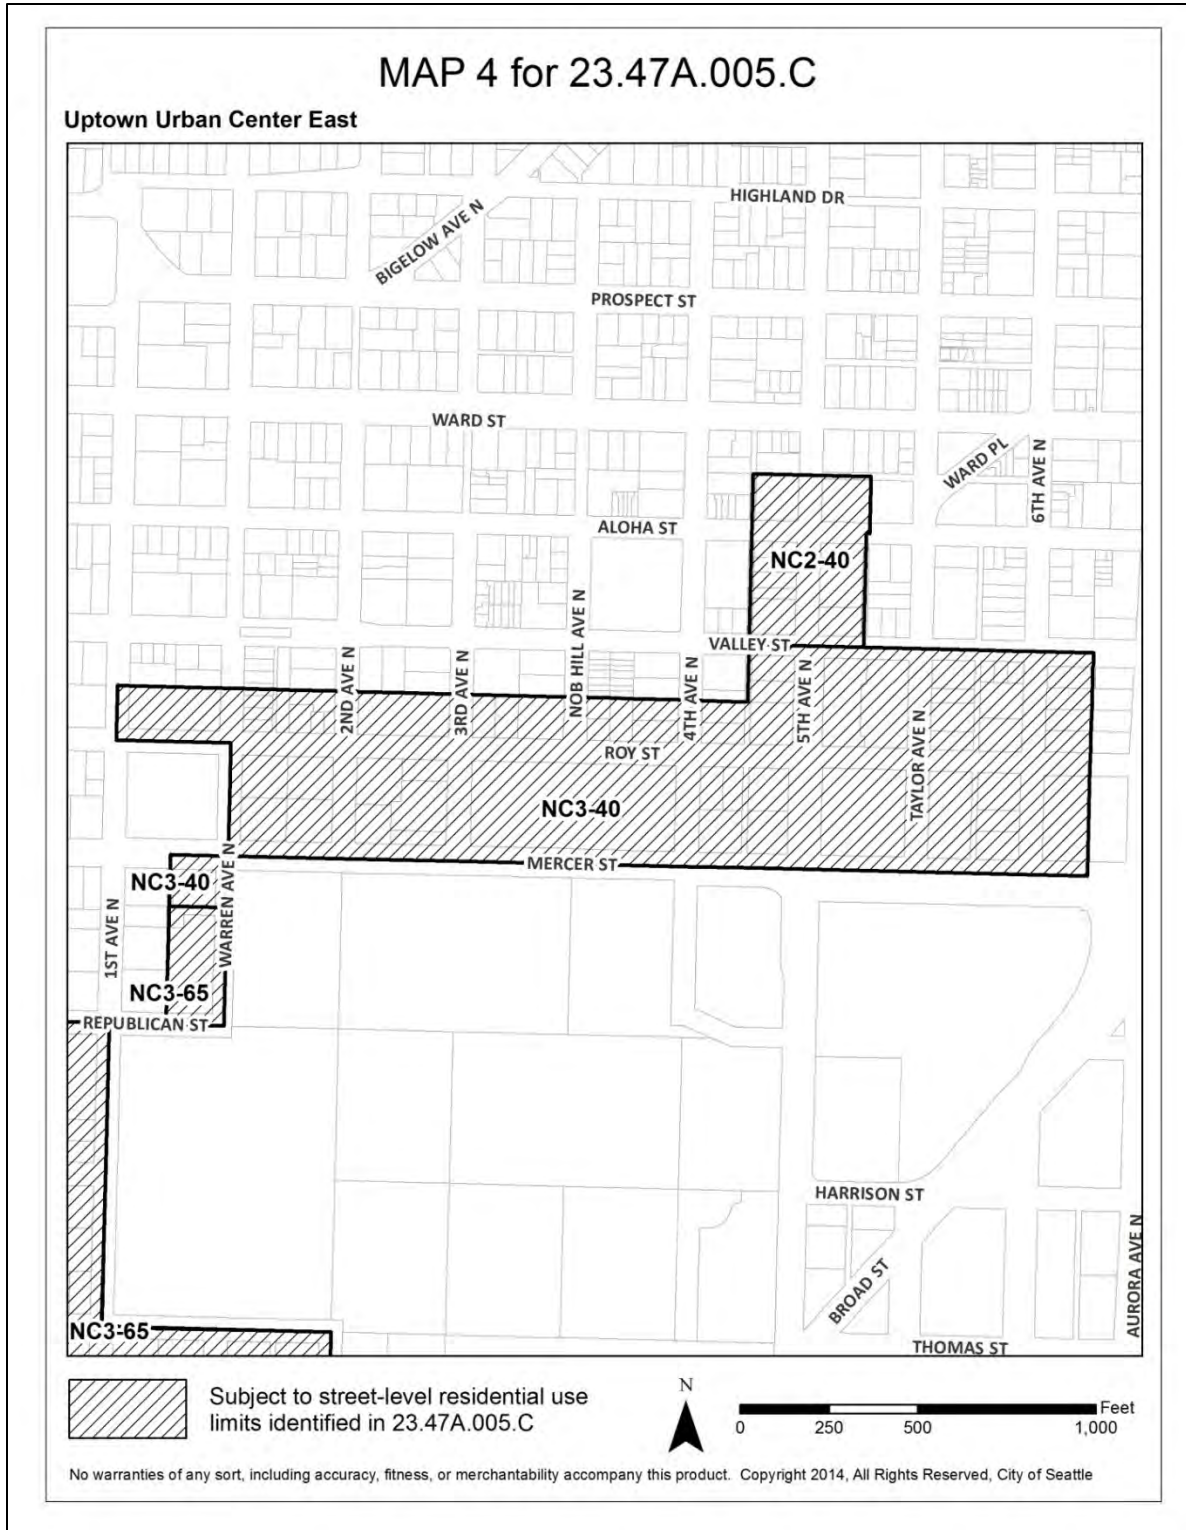 MAP 4 for 23.47A.005.C
Uptown Urban Center East
HIGHLAND DR
BIGELOW AVE N
PROSPECT ST
WARD ST
WARD PL
6TH AVE N
ALOHA ST
NC2-40
NOB HILL AVE N
VALLEY ST
2ND AVE N
3RD AVE N
4TH AVE N
5TH AVE N
TAYLOR AVE N
ROY ST
NC3-40
MERCER ST
NC3-40
WARREN AVE N
1ST AVE N
NC3-65
REPUBLICAN ST
HARRISON ST
BROAD ST
AURORA AVE N
NC3-65
THOMAS ST
Subject to street-level residential use
limits identified in 23.47A.005.C
N
Feet
0 250 500 1,000
No warranties of any sort, including accuracy, fitness, or merchantability accompany this product. Copyright 2014, All Rights Reserved, City of Seattle